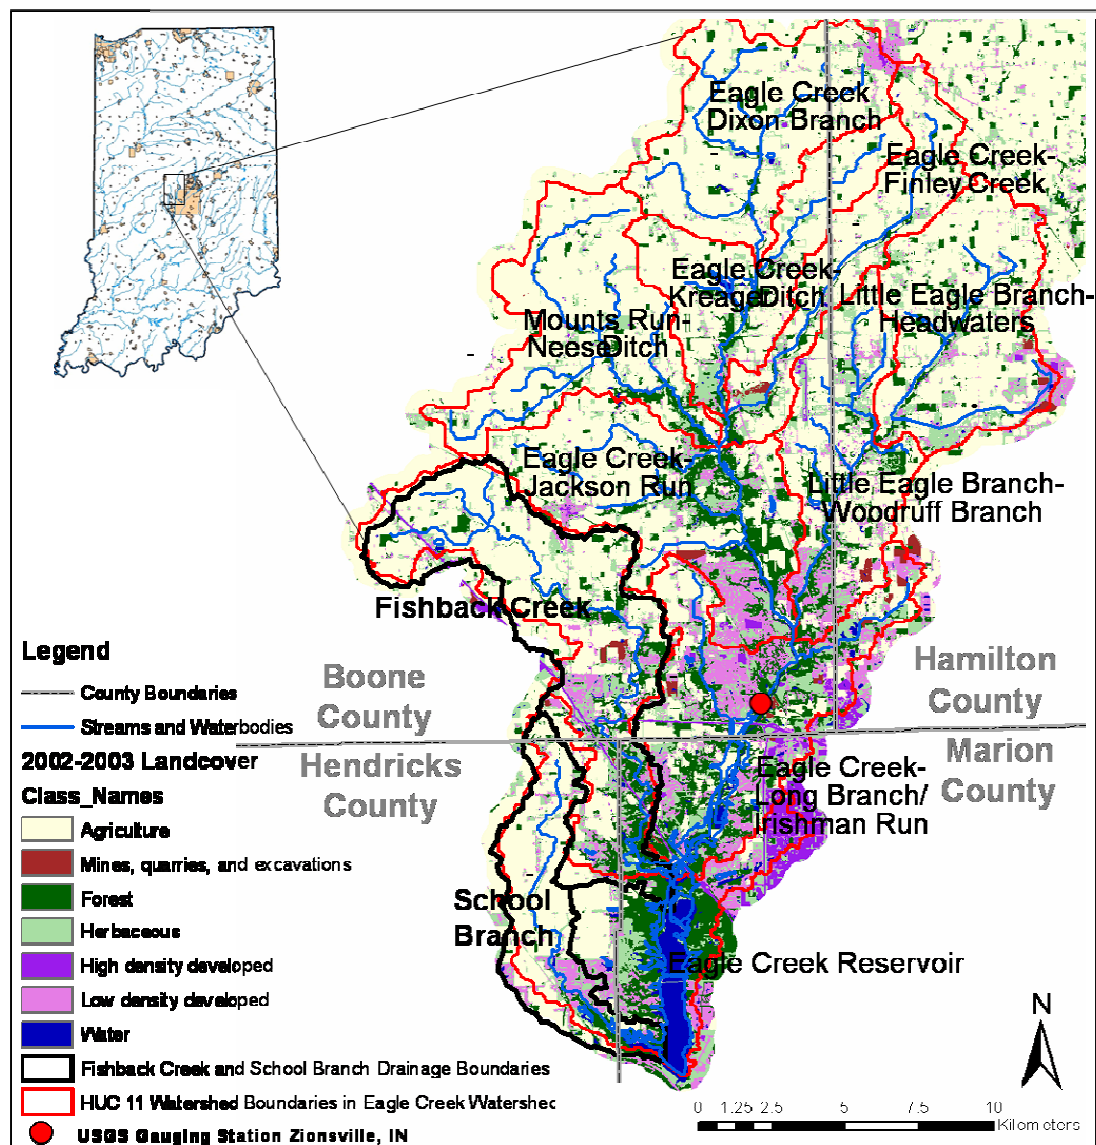 Eagle Creek
Dixon Branch
Eagle Creek-
Finley Creek
Eagle Creek-
Kreager Ditch
Little Eagle Branch-
Headwaters
Mounts Run-
Neese Ditch
Eagle Creek-
Jackson Run
Little Eagle Branch-
Woodruff Branch
Fishback Creek
Boone
County
Hamilton
County
Hendricks
County
Marion
County
Eagle Creek-
Long Branch/
Irishman Run
School
Branch
Eagle Creek Reservoir
Legend
County Boundaries
Streams and Waterbodies
2002-2003 Landcover
Class_Names
Agriculture
Mines, quarries, and excavations
Forest
Herbaceous
High density developed
Low density developed
Water
Fishback Creek and School Branch Drainage Boundaries
HUC 11 Watershed Boundaries in Eagle Creek Watershed
USGS Gauging Station Zionsville, IN
N
0 1.25 2.5 5 7.5 10
Kilometers